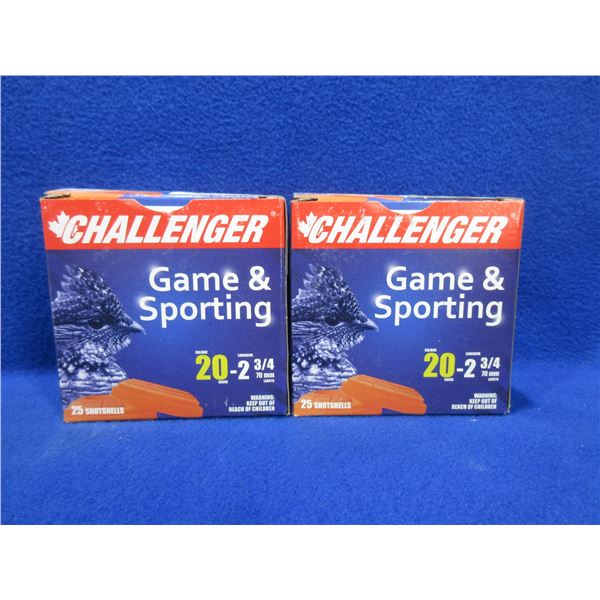 CHALLENGER®
Game &
Sporting
CALIBRE LONGUEUR
20-2 3/4
GAUGE 70 mm LENGTH
25 SHOTSHELLS
WARNING:
KEEP OUT OF
REACH OF CHILDREN
CHALLENGER®
Game &
Sporting
CALIBRE LONGUEUR
20-2 3/4
GAUGE 70 mm LENGTH
25 SHOTSHELLS
WARNING:
KEEP OUT OF
REACH OF CHILDREN